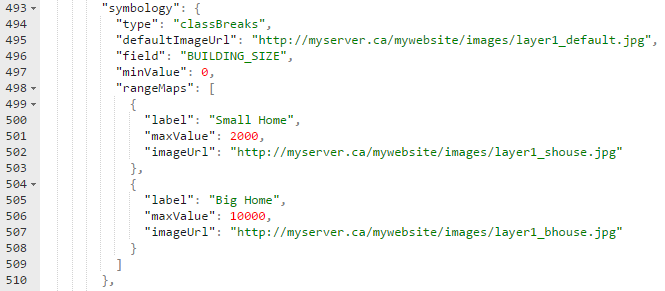 493 "symbology": {
494 "type": "classBreaks",
495 "defaultImageUrl": "http://myserver.ca/mywebsite/images/layer1_default.jpg",
496 "field": "BUILDING_SIZE",
497 "minValue": 0,
498 "rangeMaps": [
499 {
500 "label": "Small Home",
501 "maxValue": 2000,
502 "imageUrl": "http://myserver.ca/mywebsite/images/layer1_shouse.jpg"
503 },
504 {
505 "label": "Big Home",
506 "maxValue": 10000,
507 "imageUrl": "http://myserver.ca/mywebsite/images/layer1_bhouse.jpg"
508 }
509 ]
510 },